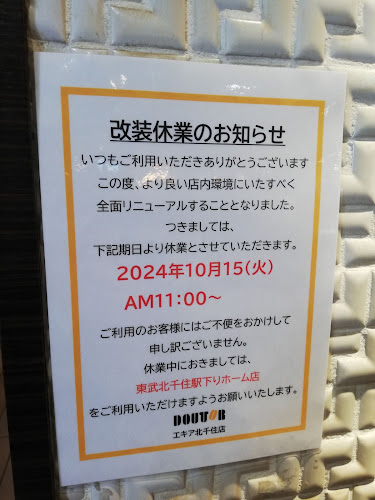 改装休業のお知らせ
いつもご利用いただきありがとうございます
この度、より良い店内環境にいたすべく
全面リニューアルすることとなりました。
つきましては、
下記期日より休業とさせていただきます。
2024年10月15(火)
AM11:00～
ご利用のお客様にはご不便をおかけして
申し訳ございません。
休業中におきましては、
東武北千住駅下りホーム店
をご利用いただけますようお願いいたします。
DOUTOR
エキア北千住店